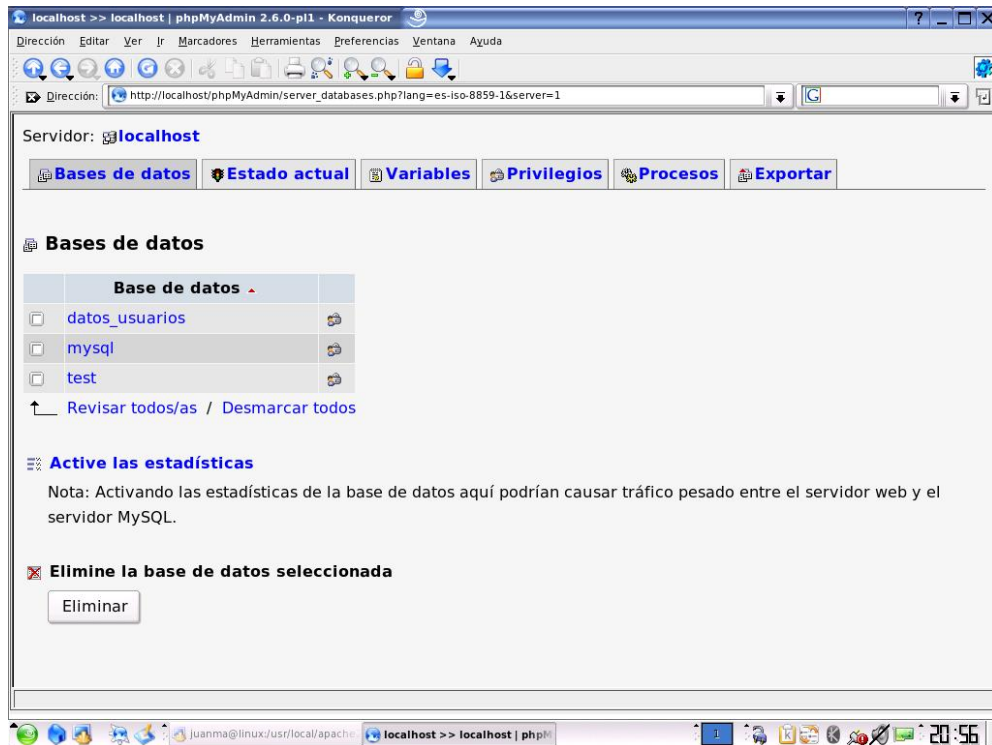 localhost >> localhost | phpMyAdmin 2.6.0-pl1 - Konqueror
Dirección Editar Ver Ir Marcadores Herramientas Preferencias Ventana Ayuda
Dirección: http://localhost/phpMyAdmin/server_databases.php?lang=es-iso-8859-1&server=1
Servidor: localhost
Bases de datos Estado actual Variables Privilegios Procesos Exportar
Bases de datos
Base de datos
datos_usuarios
mysql
test
Revisar todos/as / Desmarcar todos
Active las estadísticas
Nota: Activando las estadísticas de la base de datos aquí podrían causar tráfico pesado entre el servidor web y el
servidor MySQL.
Elimine la base de datos seleccionada
Eliminar
juanma@linux:/usr/local/apache localhost >> localhost | phpM 1 20:56